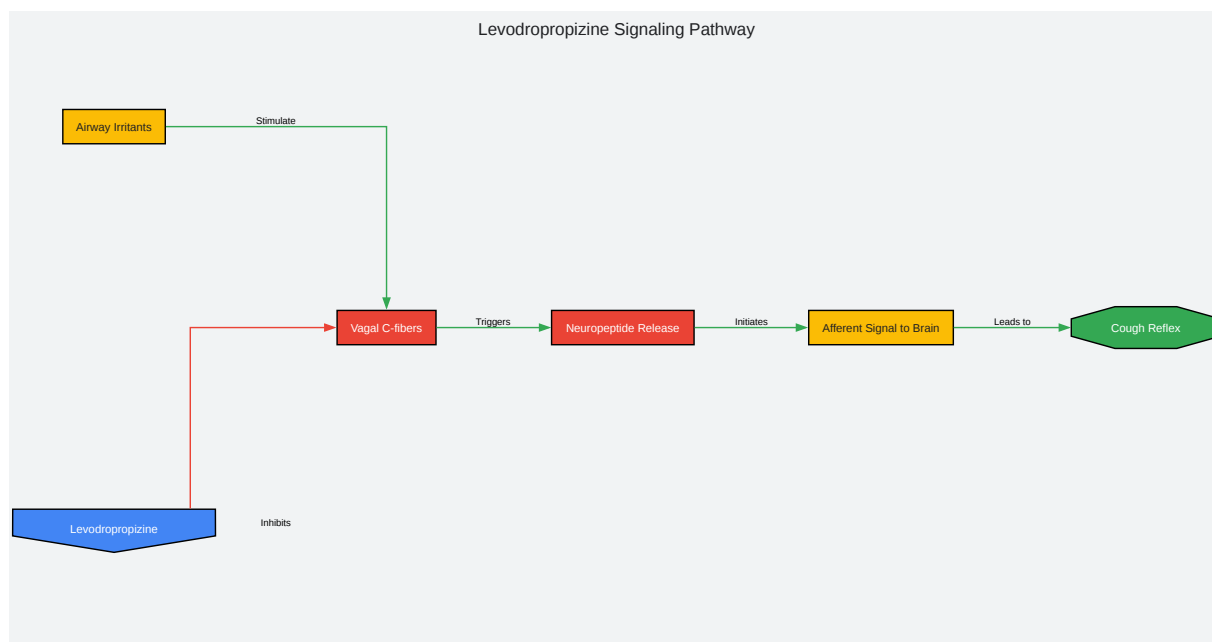 Levodropropizine Signaling Pathway
Airway Irritants
Stimulate
Vagal C-fibers
Triggers
Neuropeptide Release
Initiates
Afferent Signal to Brain
Leads to
Cough Reflex
Levodropropizine
Inhibits